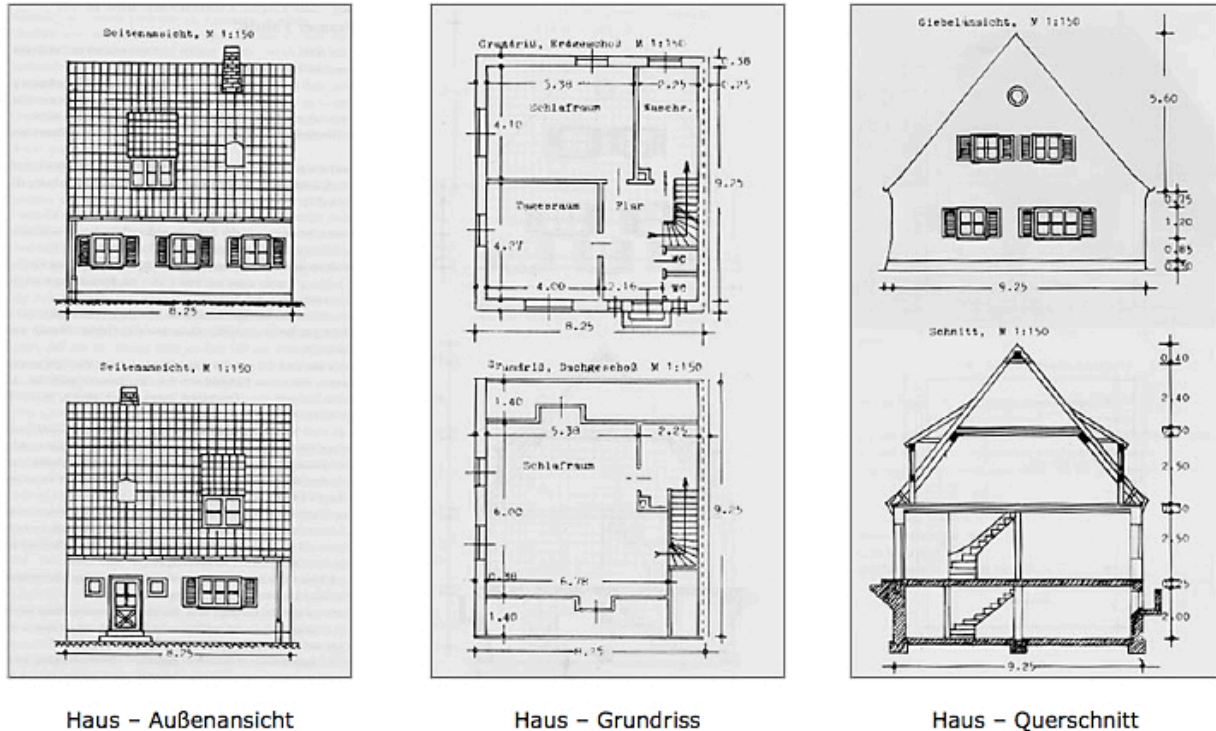 Seitenansicht, M 1:150
8.25
Seitenansicht, M 1:150
8.25
Haus – Außenansicht
Grundriß, Erdgeschoß M 1:150
0.38
5.38 2.25 0.25
Schlafraum Waschr.
4.10
9.25
Tagesraum Flur
4.27
WC
4.00 2.16 WC
8.25
Grundriß, Dachgeschoß M 1:150
1.40
5.38 2.25
Schlafraum
6.00
9.25
0.38
6.78
1.40
8.25
Haus – Grundriss
Giebelansicht, M 1:150
5.60
1.20
0.85
9.25
Schnitt, M 1:150
0.40
2.40
2.50
2.50
2.00
9.25
Haus – Querschnitt